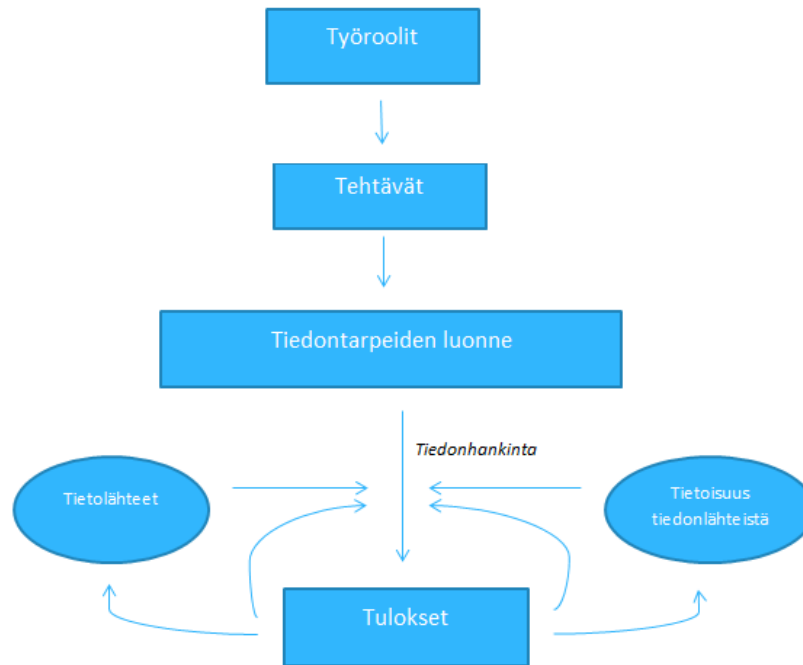 Työroolit
Tehtävät
Tiedontarpeiden luonne
Tiedonhankinta
Tietolähteet
Tietoisuus
tiedonlähteistä
Tulokset